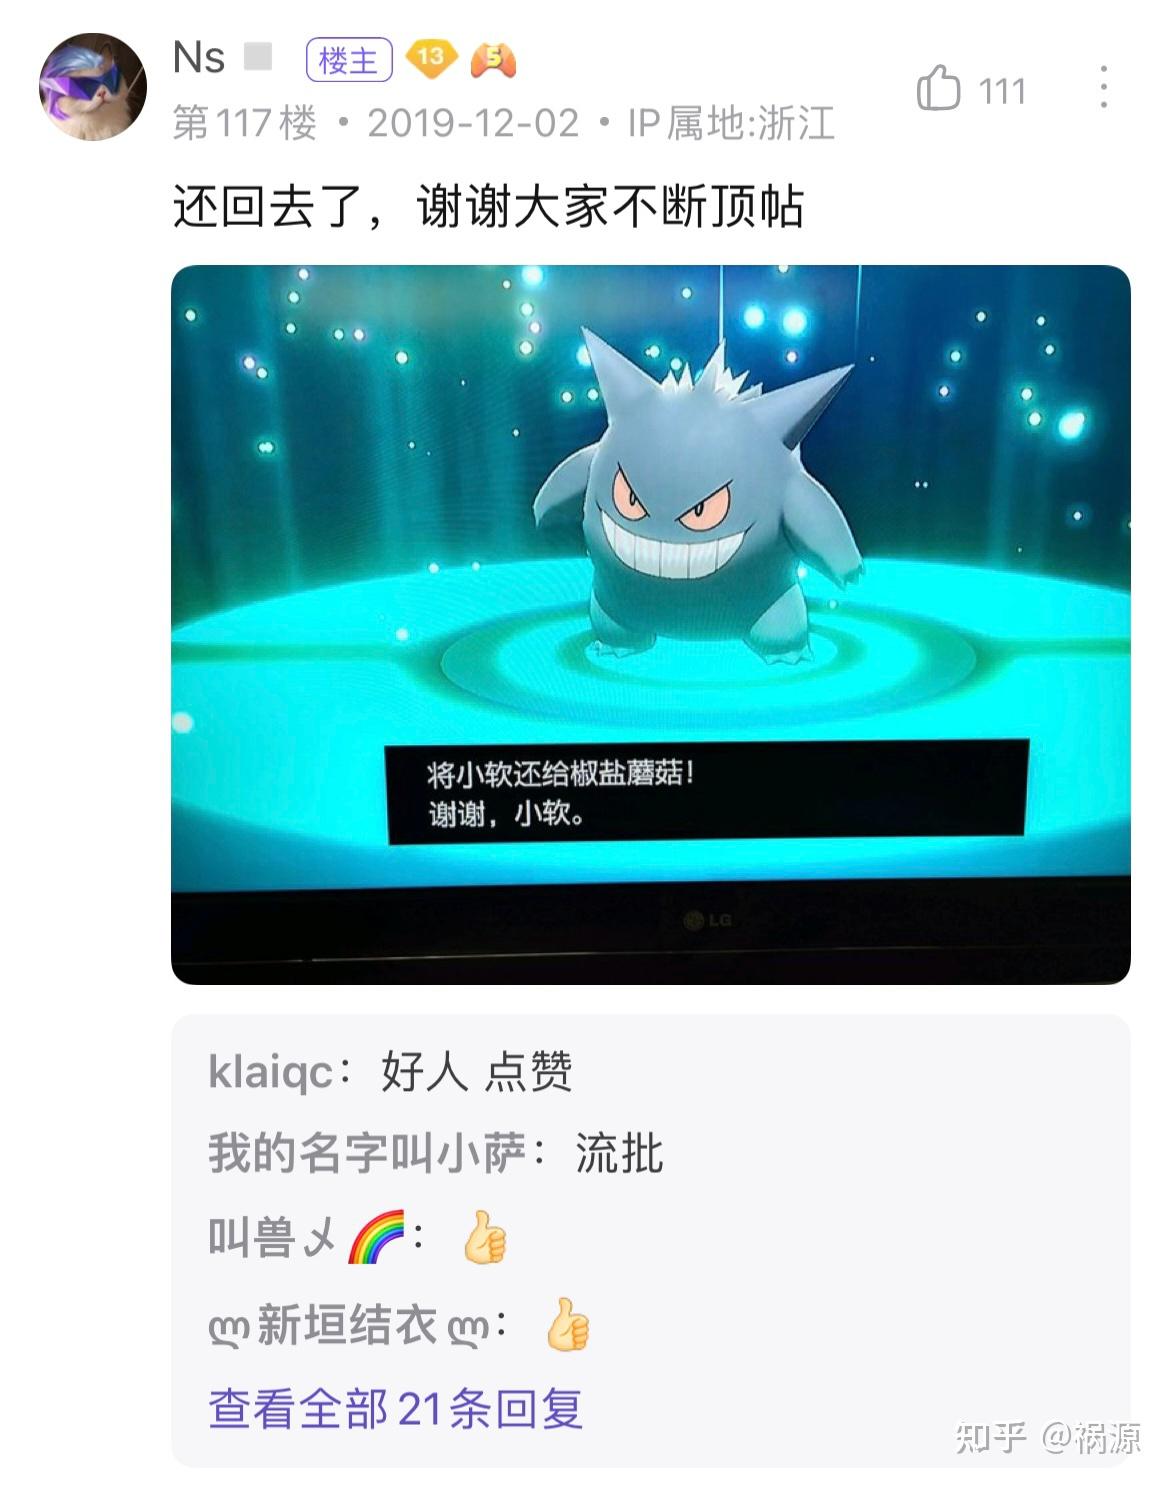 Ns
楼主
13
5
111
第117楼 • 2019-12-02 • IP属地:浙江
还回去了，谢谢大家不断顶帖
将小软还给椒盐蘑菇！
谢谢，小软。
LG
klaiqc：好人 点赞
我的名字叫小萨：流批
叫兽メ🌈：👍🏻
ლ新垣结衣ლ：👍🏻
查看全部21条回复
知乎 @祸源